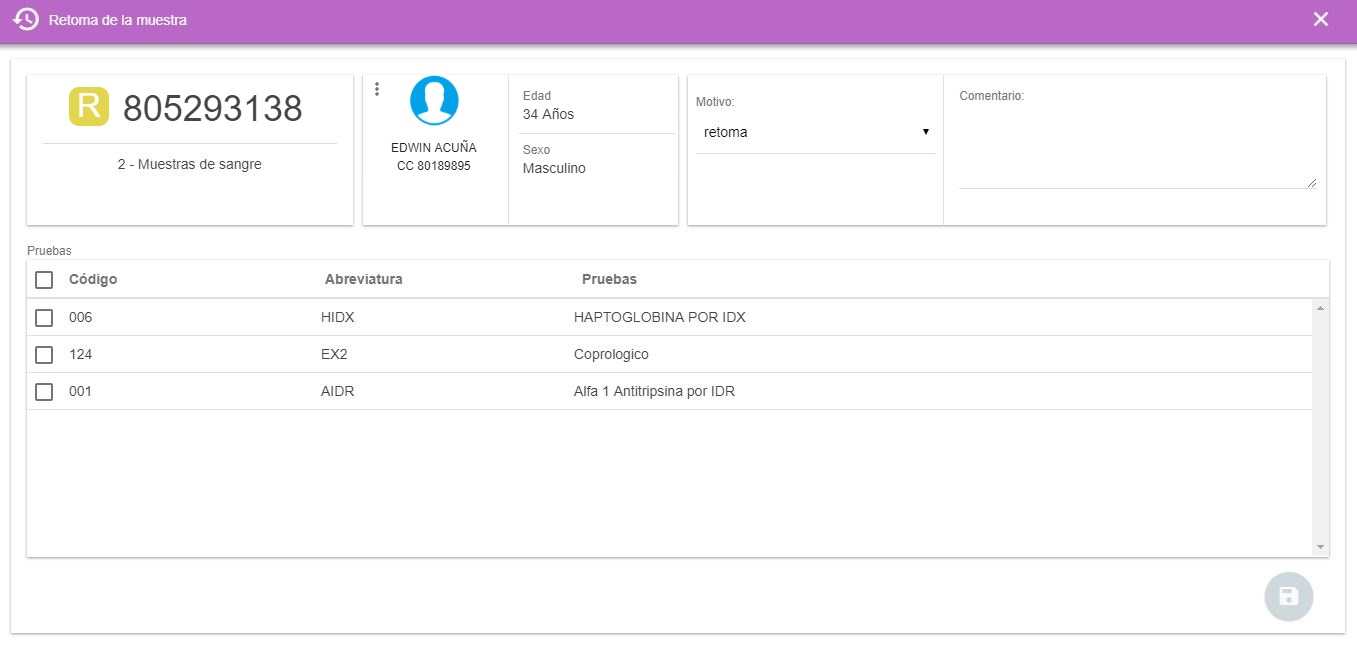 Retoma de la muestra
R 805293138
2 - Muestras de sangre
EDWIN ACUÑA
CC 80189895
Edad
34 Años
Sexo
Masculino
Motivo:
retoma
Comentario:
Pruebas
Código Abreviatura Pruebas
006 HIDX HAPTOGLOBINA POR IDX
124 EX2 Coprologico
001 AIDR Alfa 1 Antitripsina por IDR